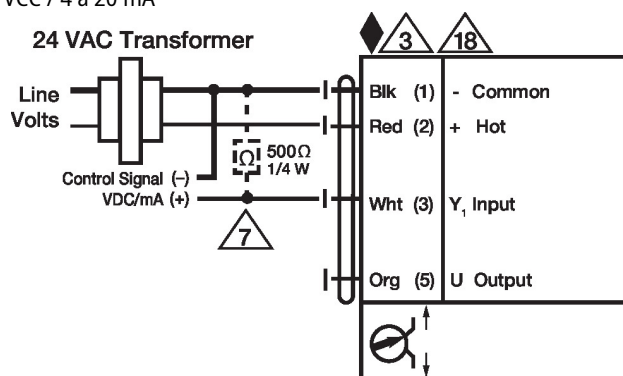 VCC / 4 à 20 mA
24 VAC Transformer
3 18
Line
Volts
Blk (1) - Common
Red (2) + Hot
Ω 500Ω
1/4 W
Control Signal (–)
VDC/mA (+)
Wht (3) Y₁ Input
7
Org (5) U Output